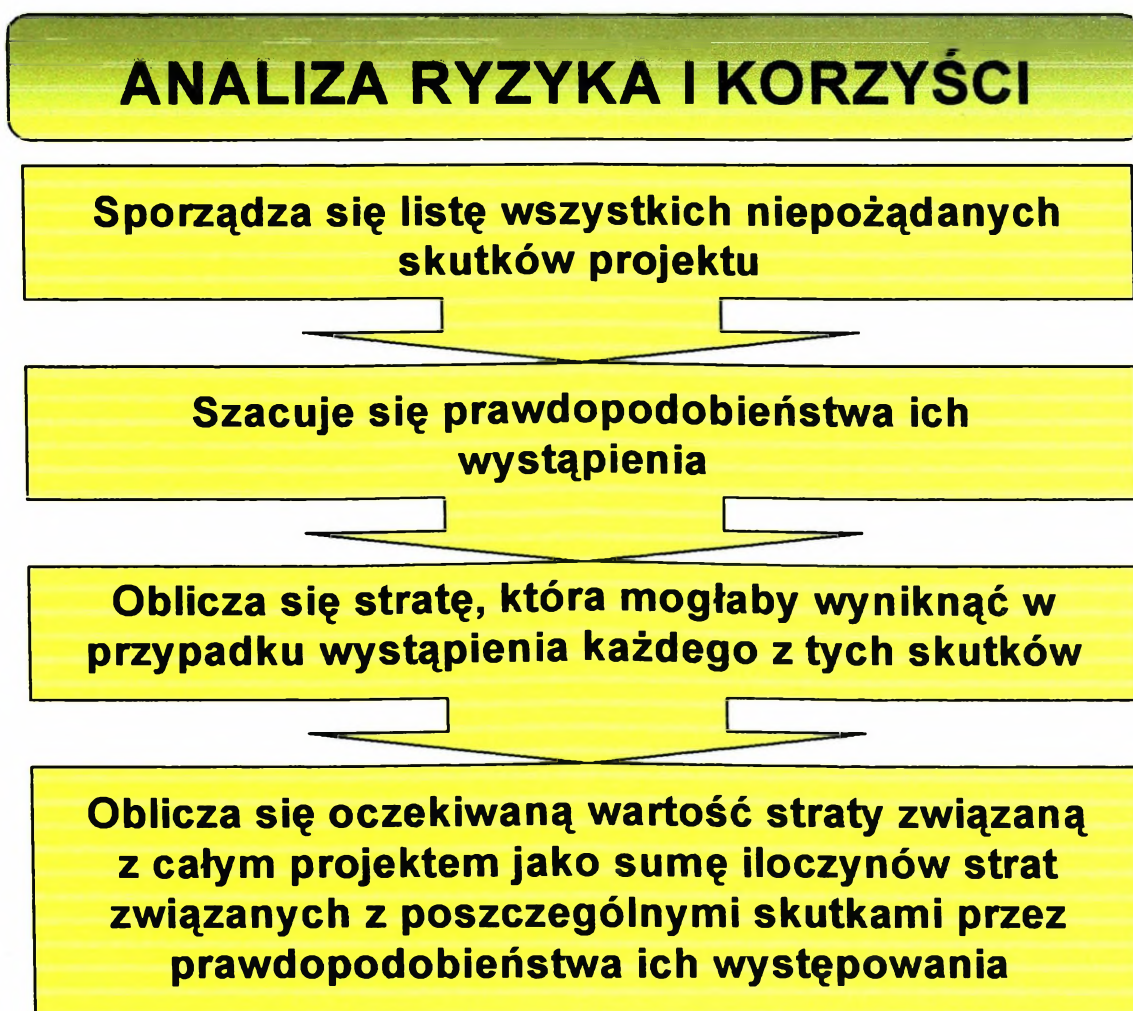 ANALIZA RYZYKA I KORZYŚCI
Sporządza się listę wszystkich niepożądanych
skutków projektu
Szacuje się prawdopodobieństwa ich
wystąpienia
Oblicza się stratę, która mogłaby wyniknąć w
przypadku wystąpienia każdego z tych skutków
Oblicza się oczekiwaną wartość straty związaną
z całym projektem jako sumę iloczynów strat
związanych z poszczególnymi skutkami przez
prawdopodobieństwa ich występowania